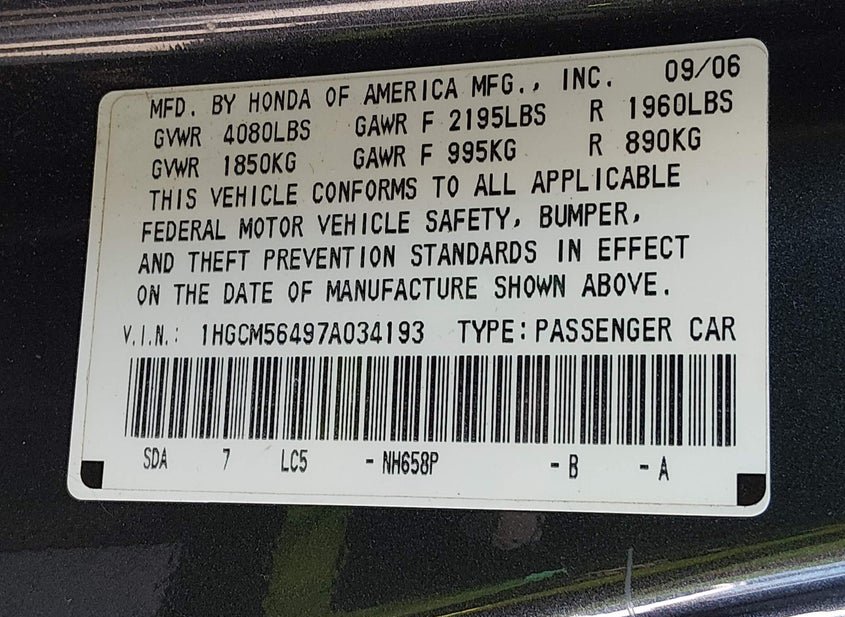 MFD. BY HONDA OF AMERICA MFG., INC. 09/06
GVWR 4080LBS GAWR F 2195LBS R 1960LBS
GVWR 1850KG GAWR F 995KG R 890KG
THIS VEHICLE CONFORMS TO ALL APPLICABLE
FEDERAL MOTOR VEHICLE SAFETY, BUMPER,
AND THEFT PREVENTION STANDARDS IN EFFECT
ON THE DATE OF MANUFACTURE SHOWN ABOVE.
V.I.N.: 1HGCM56497A034193 TYPE: PASSENGER CAR
SDA 7 LC5 - NH658P - B - A